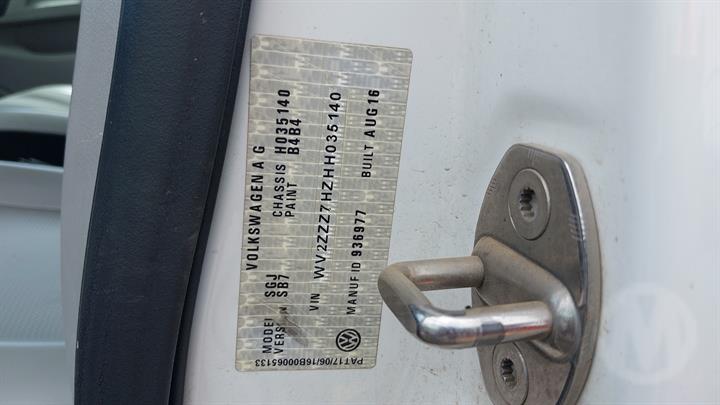 VOLKSWAGEN A G
MODEL SGJ CHASSIS H035140
VERSION SB7 PAINT B4B4
VIN WV2ZZZ7HZHH035140
MANUF ID 936977 BUILT AUG16
PAT17/06/16B00065133